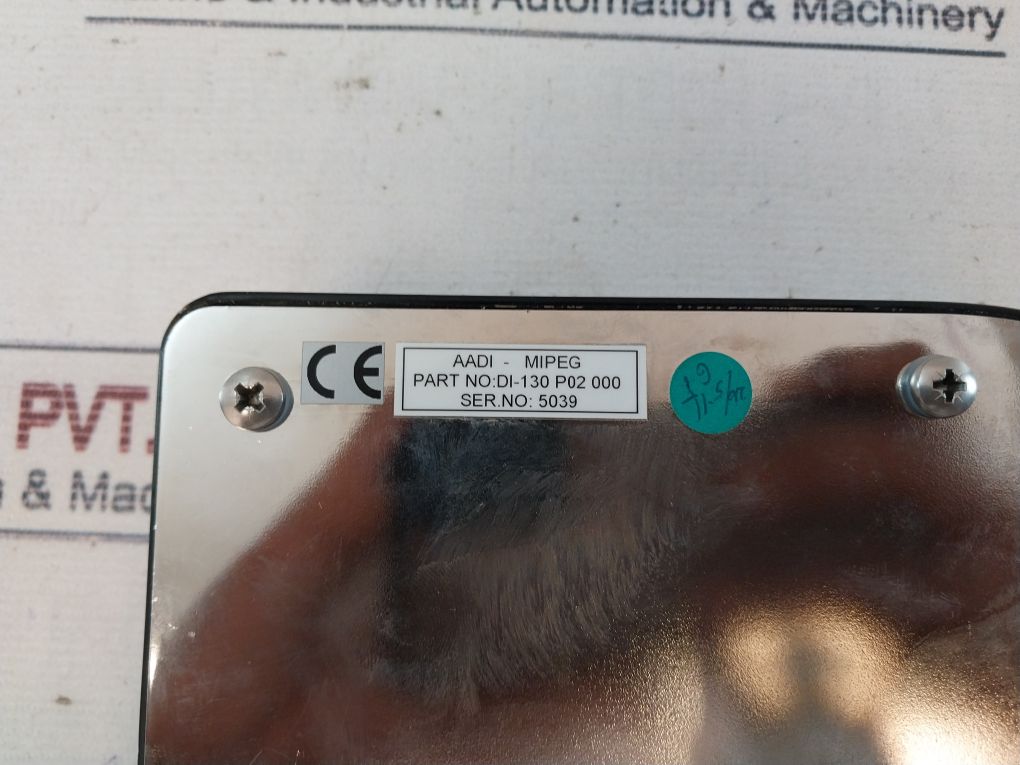 & Industrial Automation & Machinery
CE
AADI - MIPEG
PART NO:DI-130 P02 000
SER.NO: 5039
PVT.
& Mac